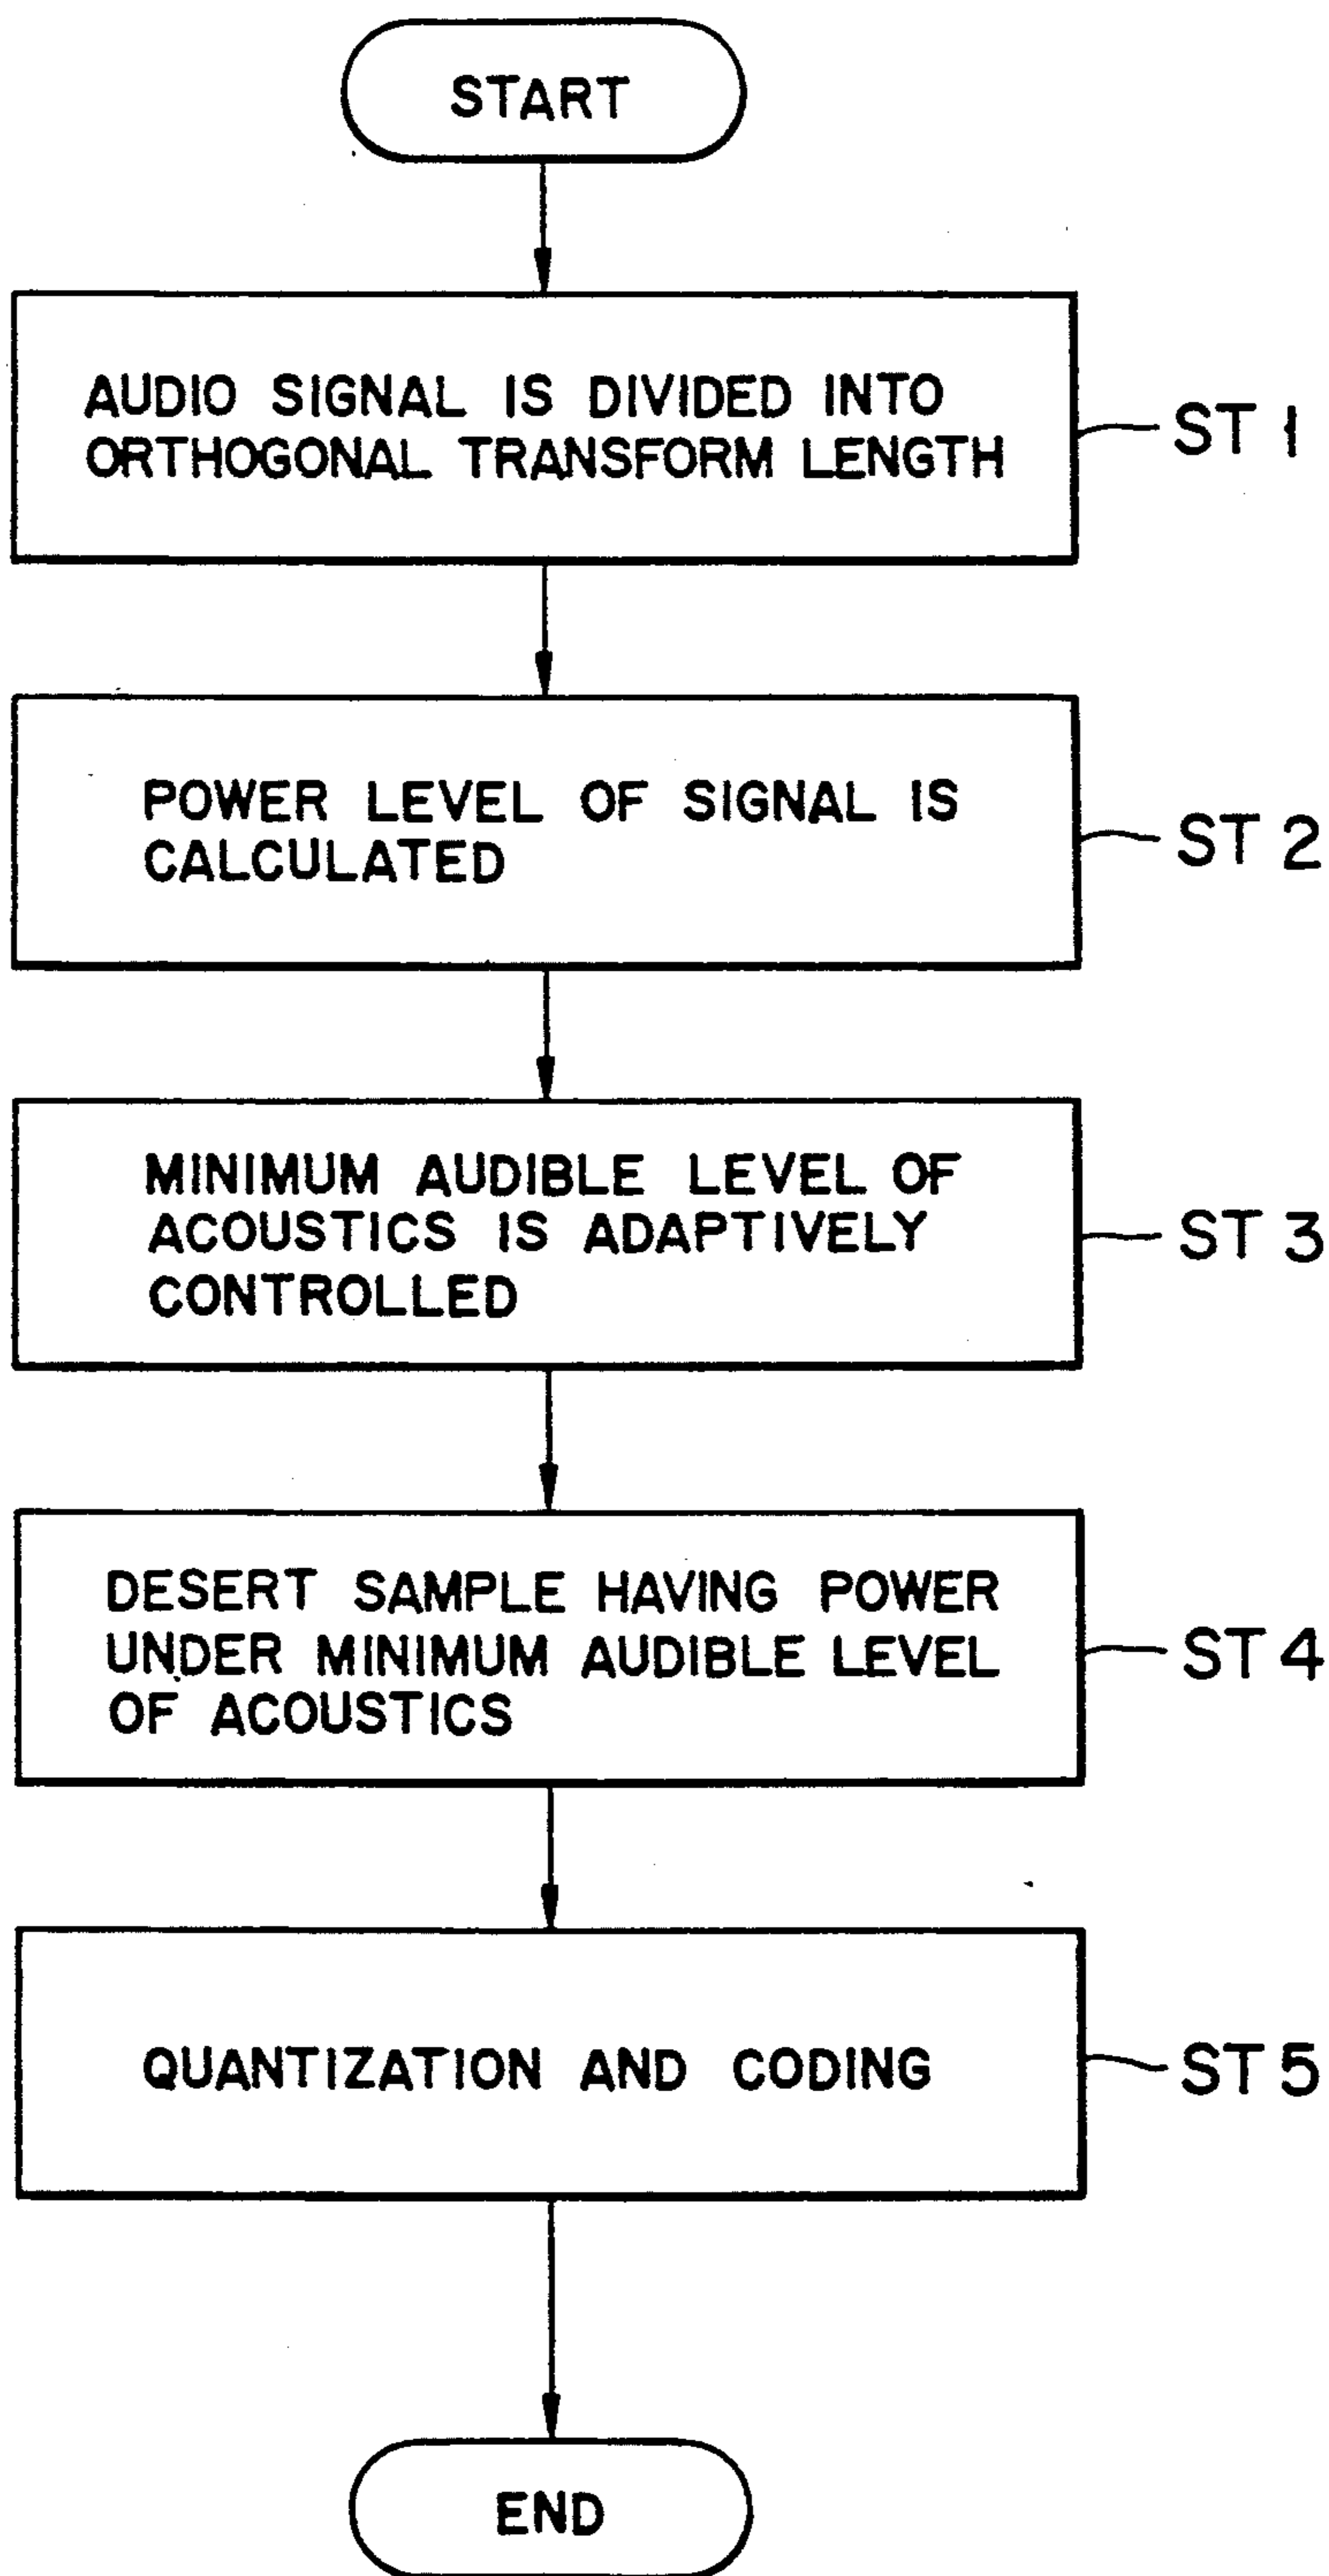 START
AUDIO SIGNAL IS DIVIDED INTO
ORTHOGONAL TRANSFORM LENGTH
ST 1
POWER LEVEL OF SIGNAL IS
CALCULATED
ST 2
MINIMUM AUDIBLE LEVEL OF
ACOUSTICS IS ADAPTIVELY
CONTROLLED
ST 3
DESERT SAMPLE HAVING POWER
UNDER MINIMUM AUDIBLE LEVEL
OF ACOUSTICS
ST 4
QUANTIZATION AND CODING
ST 5
END